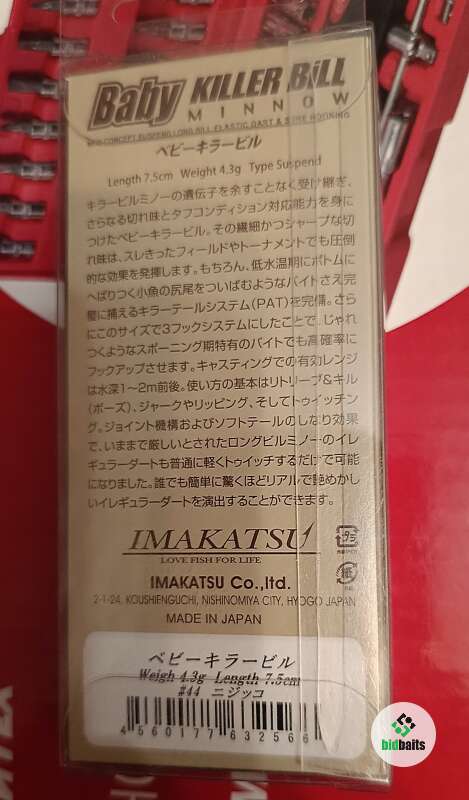 Baby KILLER BILL
MINNOW
NEW CONCEPT SUSPEND LONG BILL ELASTIC DART & SURE HOOKING
ベビーキラービル
Length 7.5cm Weight 4.3g Type Suspend
キラービルミノーの遺伝子を余すことなく受け継ぎ、
さらなる切れ味とタフコンディション対応能力を身に
つけたベビーキラービル。その繊細かつシャープな切
れ味は、スレきったフィールドやトーナメントでも圧倒
的な効果を発揮します。もちろん、低水温期にボトムに
へばりつく小魚の尻尾をついばむようなバイトさえ完
璧に捕えるキラーテールシステム(PAT)を完備。さら
にこのサイズで3フックシステムにしたことで、じゃれ
つくようなスポーニング期特有のバイトでも高確率に
フックアップさせます。キャスティングでの有効レンジ
は水深1~2m前後。使い方の基本はリトリーブ&キル
(ポーズ)、ジャークやリッピング、そしてトゥイッチン
グ。ジョイント機構およびソフトテールのしなり効果
で、いままで厳しいとされたロングビルミノーのイレ
ギュラーダートも普通に軽くトゥイッチするだけで可能
になりました。誰でも簡単に驚くほどリアルで艶めかし
いイレギュラーダートを演出することができます。
IMAKATSU
LOVE FISH FOR LIFE
IMAKATSU Co.,ltd.
2-1-24, KOUSHIENGUCHI, NISHINOMIYA CITY, HYOGO JAPAN
MADE IN JAPAN
プラ
紙
ベビーキラービル
Weigh 4.3g Length 7.5cm
#44 ニジッコ
4 560177 632566
bidbaits